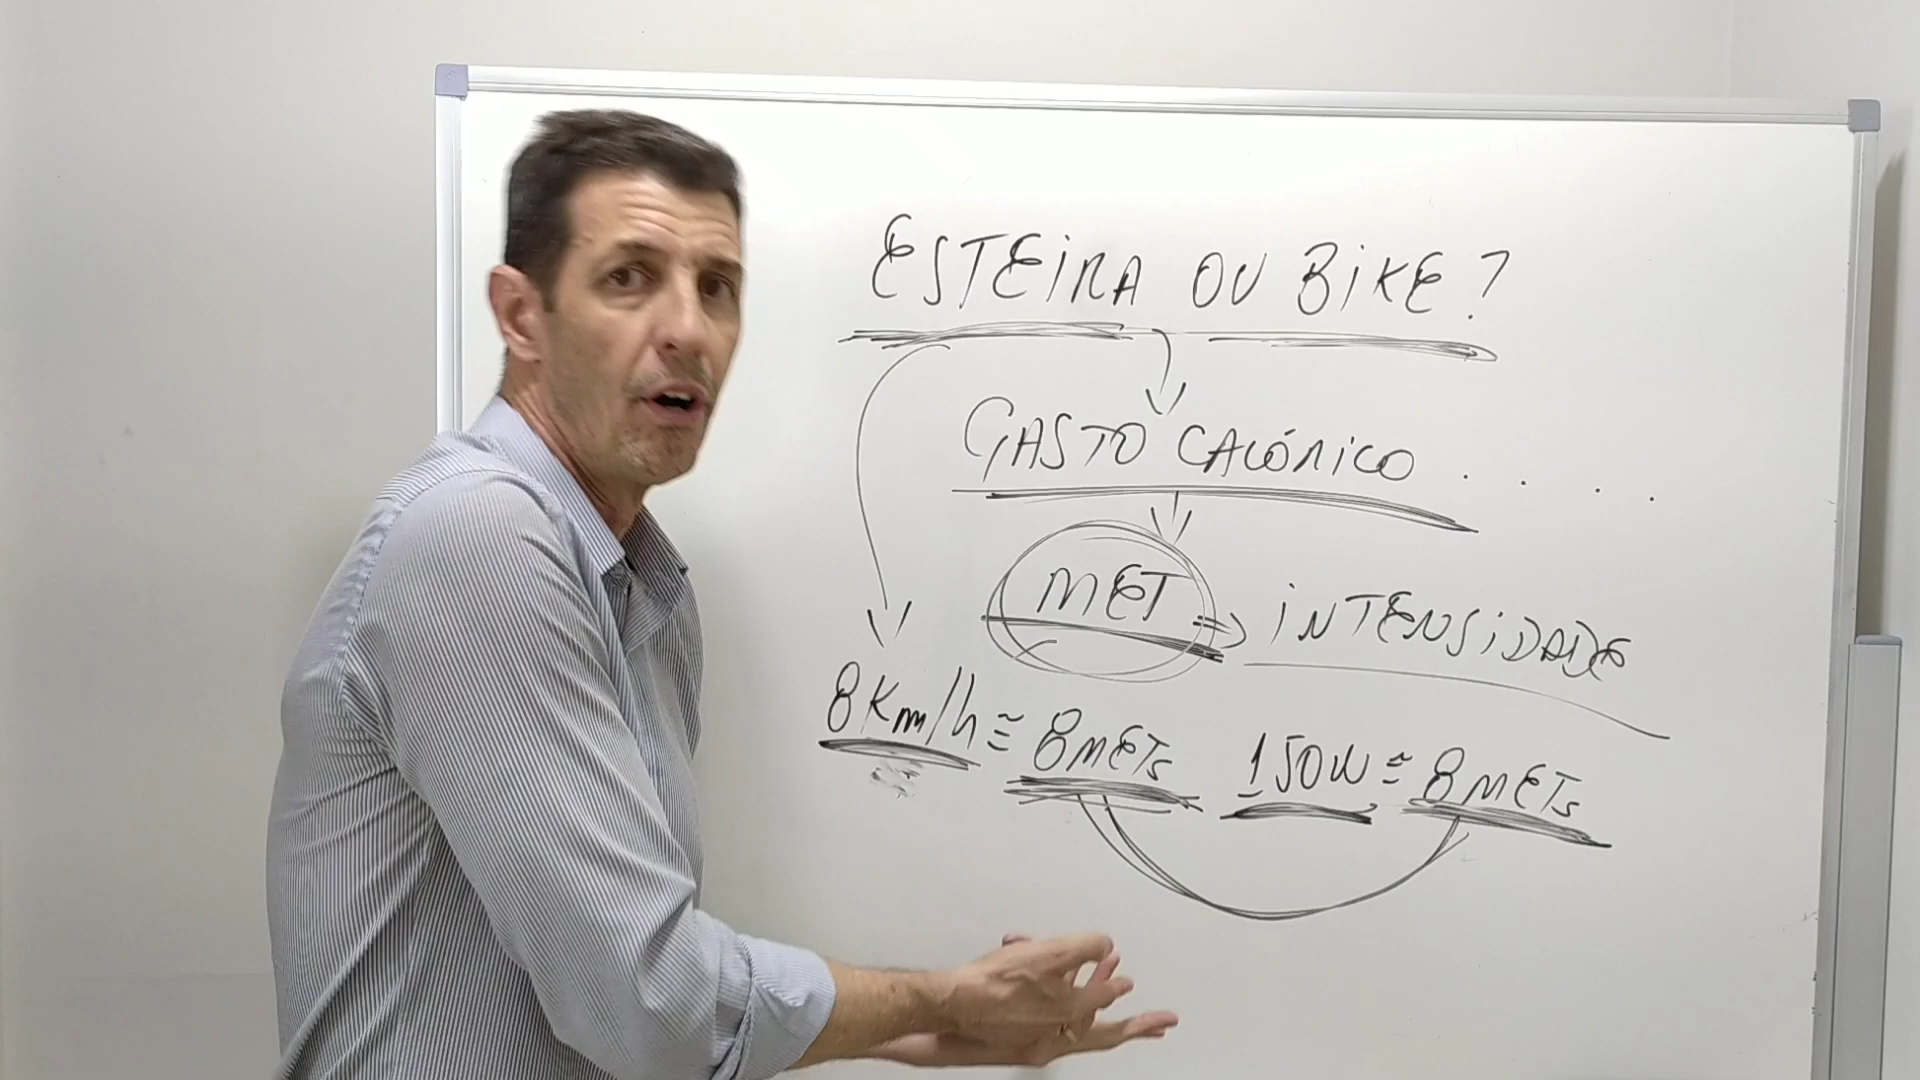 ESTEIRA OU BIKE?
GASTO CALÓRICO . . . .
MET => INTENSIDADE
8Km/h ≅ 8METs 150W ≅ 8METs